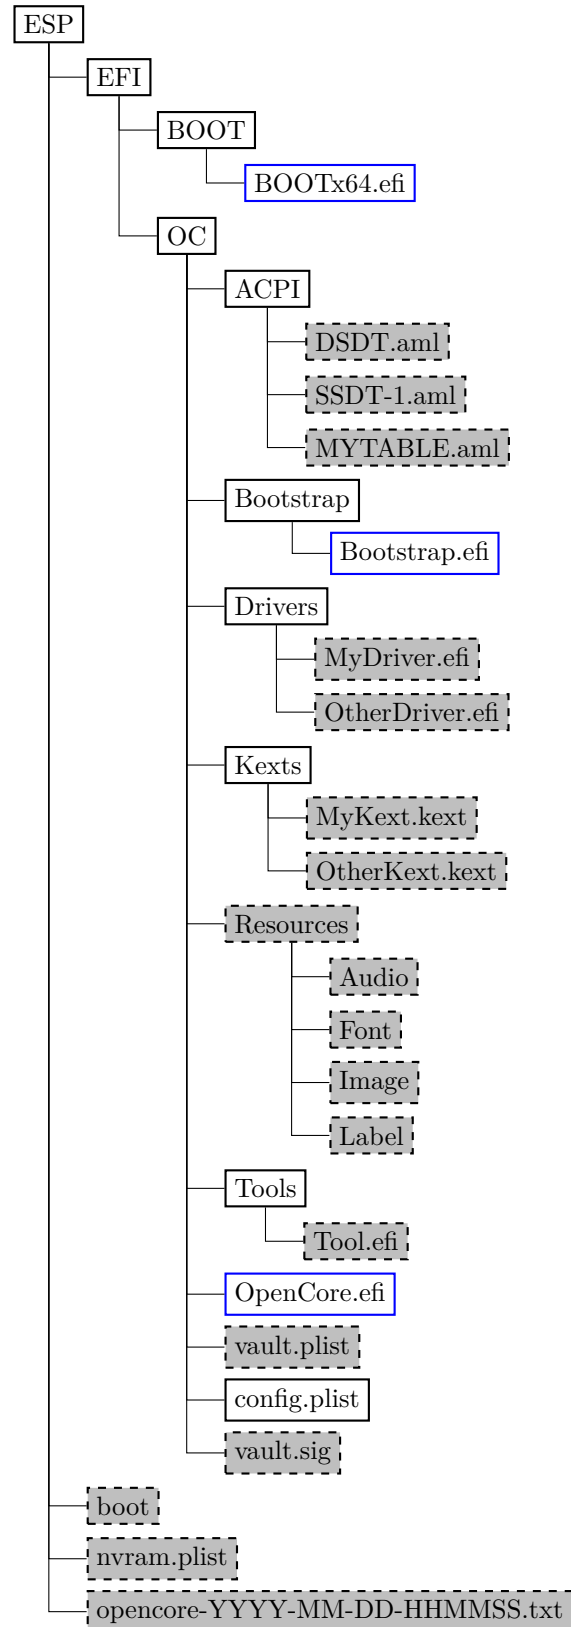 ESP
EFI
BOOT
BOOTx64.efi
OC
ACPI
DSDT.aml
SSDT-1.aml
MYTABLE.aml
Bootstrap
Bootstrap.efi
Drivers
MyDriver.efi
OtherDriver.efi
Kexts
MyKext.kext
OtherKext.kext
Resources
Audio
Font
Image
Label
Tools
Tool.efi
OpenCore.efi
vault.plist
config.plist
vault.sig
boot
nvram.plist
opencore-YYYY-MM-DD-HHMMSS.txt